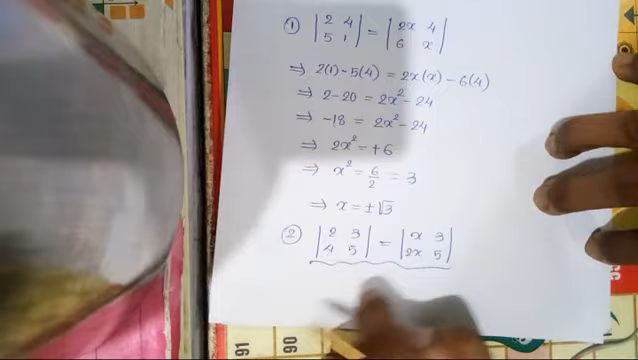 ① |2 4| = |2x 4|
|5 1| |6 x|
⇒ 2(1) - 5(4) = 2x(x) - 6(4)
⇒ 2 - 20 = 2x² - 24
⇒ -18 = 2x² - 24
⇒ 2x² = +6
⇒ x² = 6/2 = 3
⇒ x = ±√3
② |2 3| = |x 3|
|4 5| |2x 5|
91 90